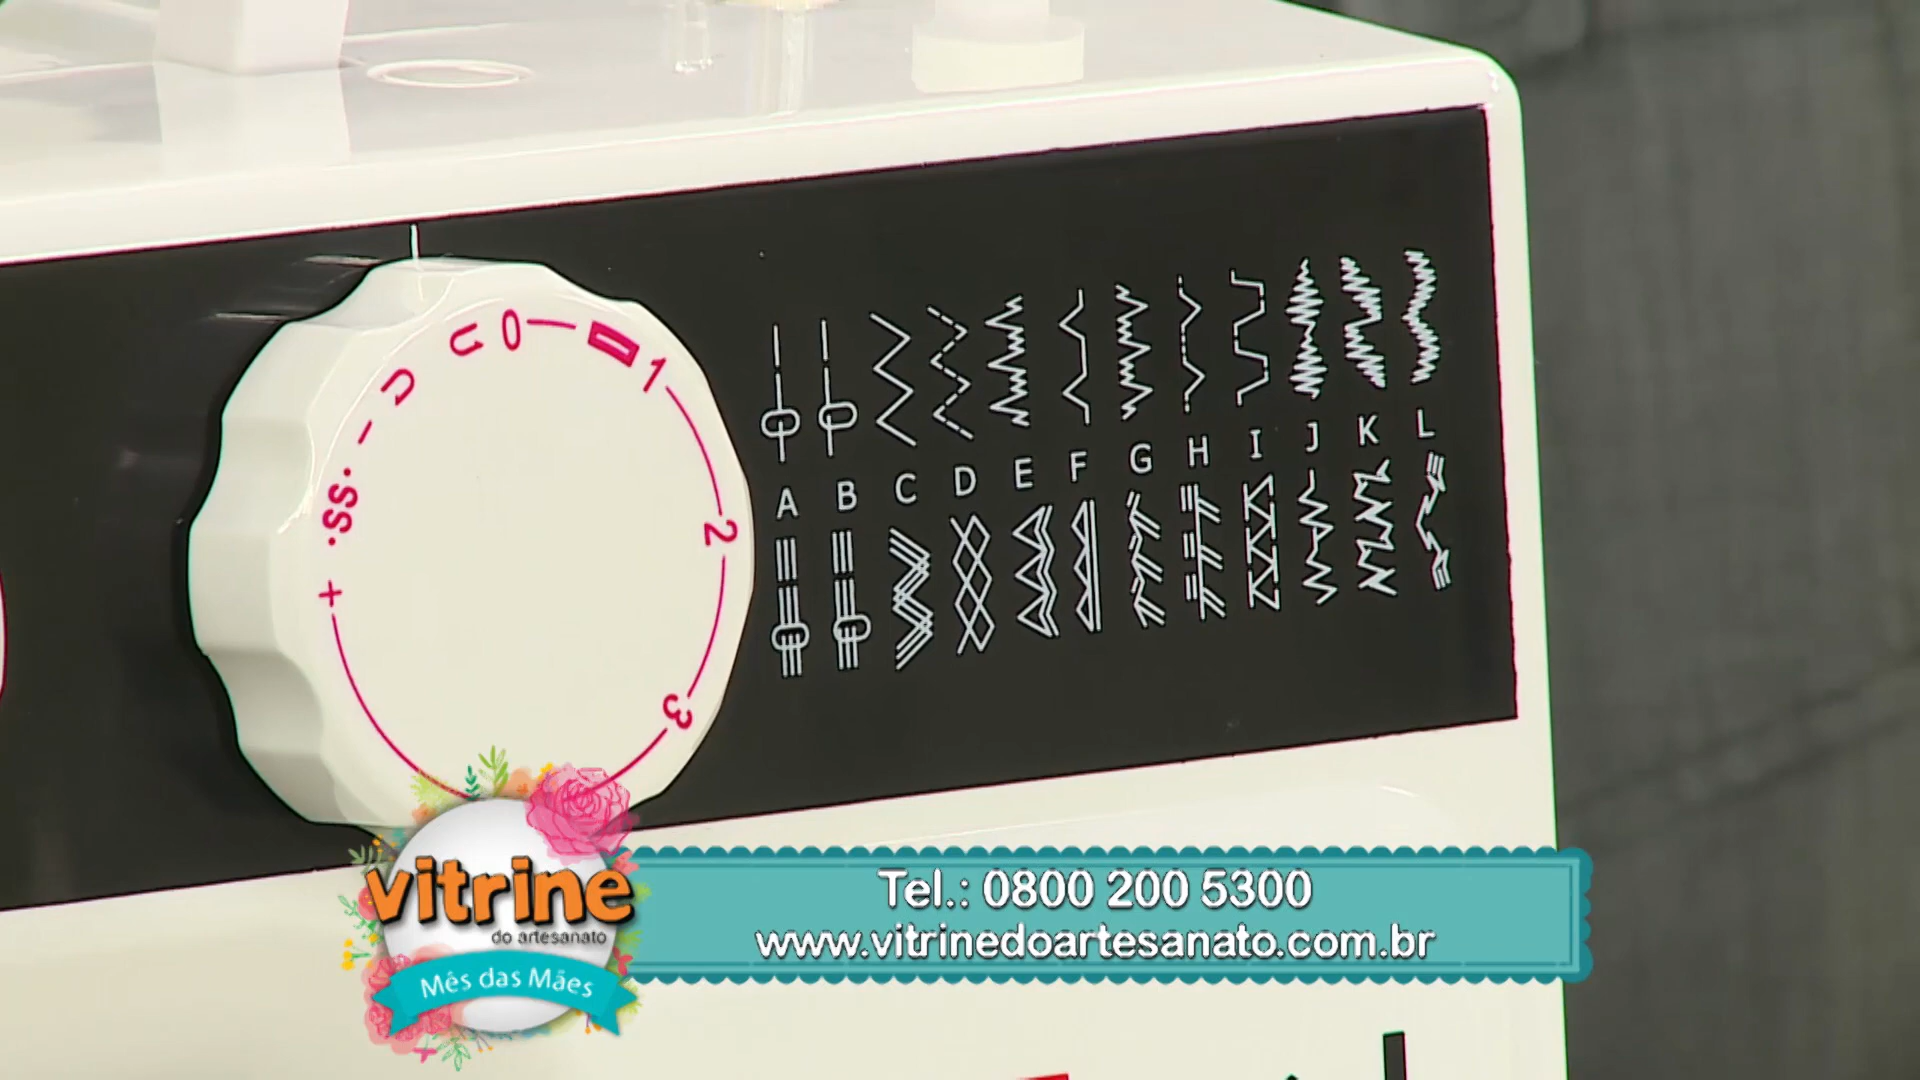 0
1
2
3
+
SS
A B C D E F G H I J K L
vitrine
do artesanato
Mês das Mães
Tel.: 0800 200 5300
www.vitrinedoartesanato.com.br